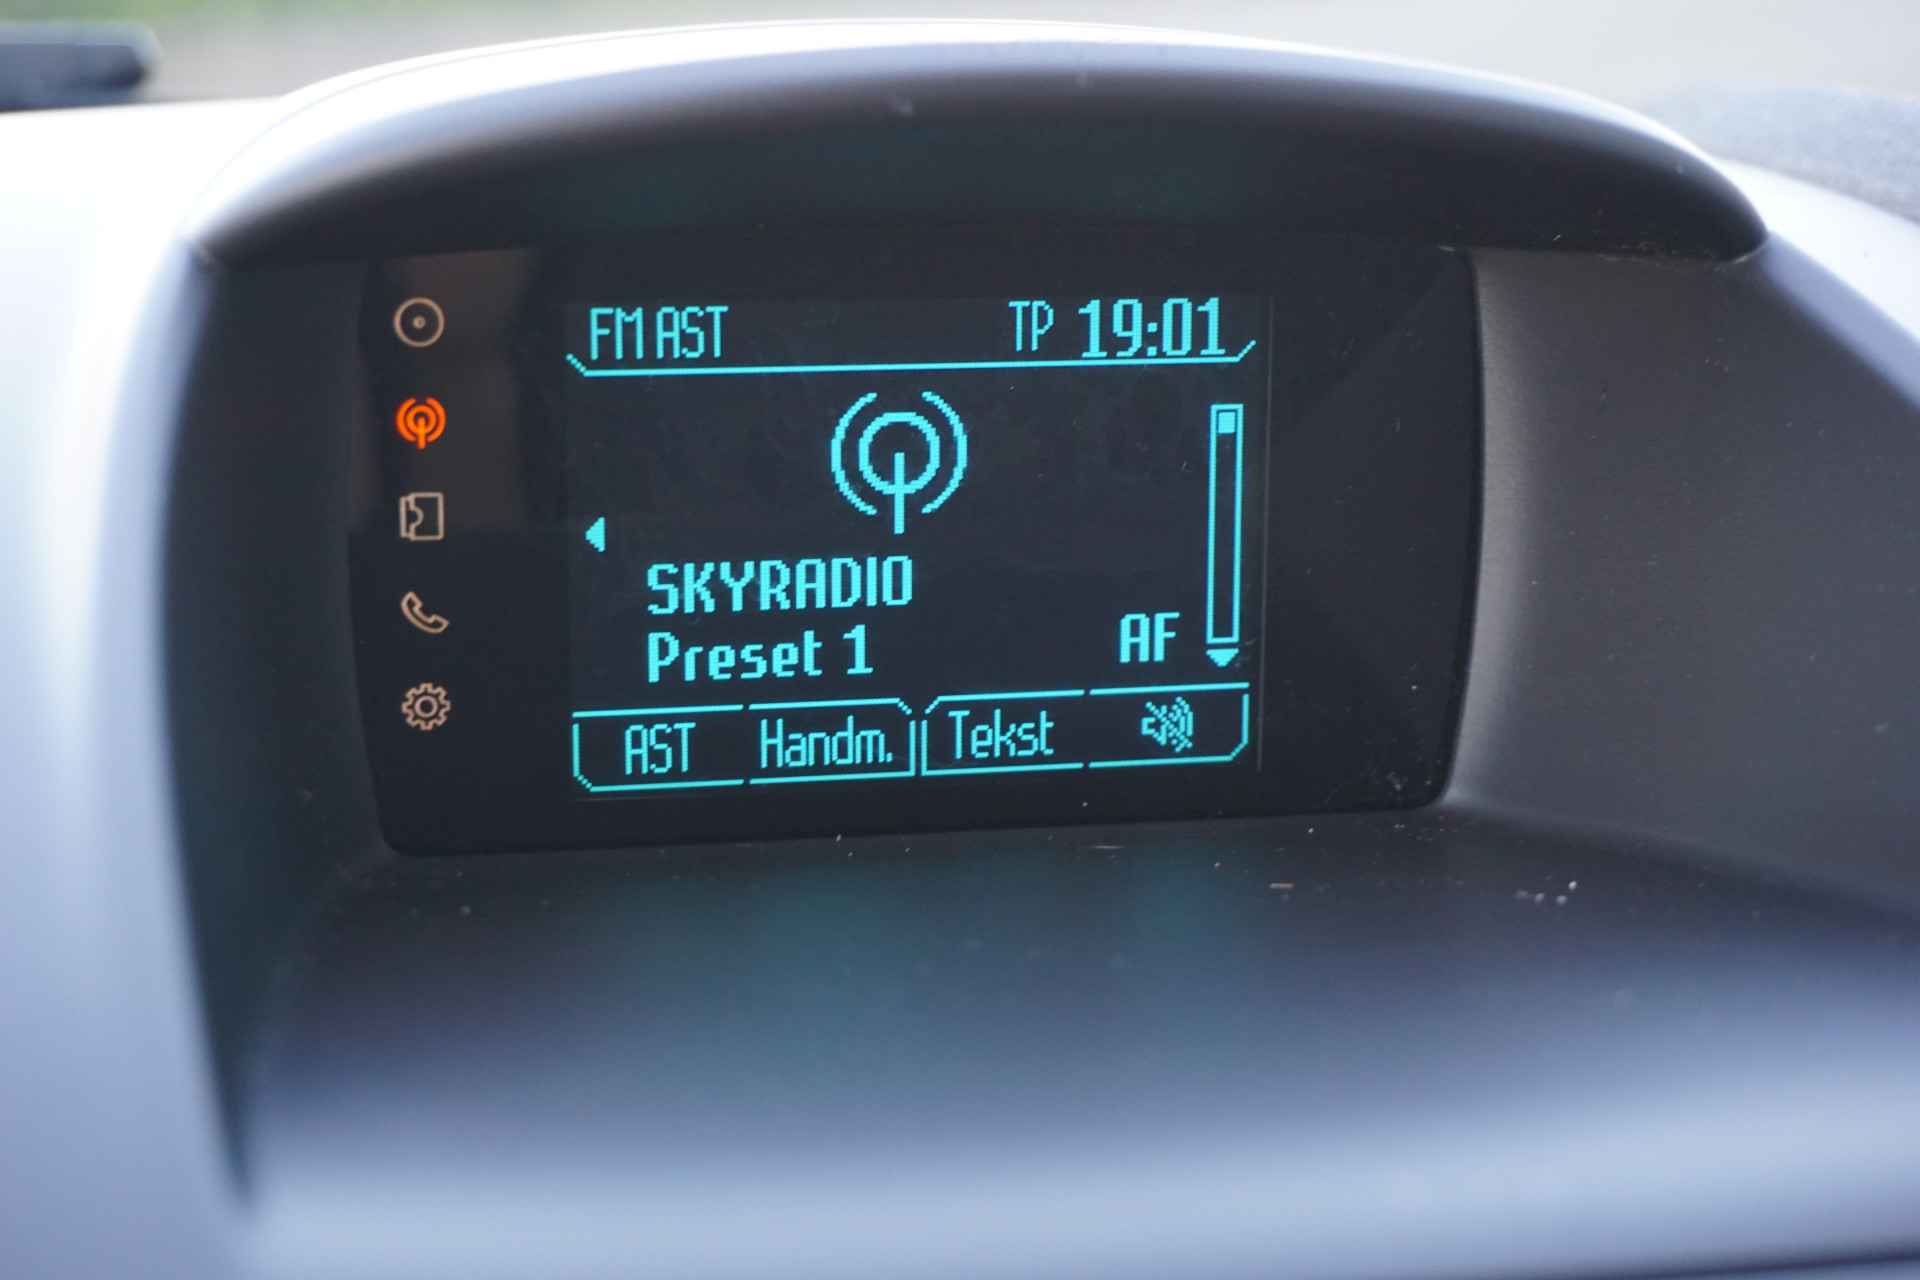 FM AST TP 19:01
SKYRADIO
Preset 1 AF
AST Handm. Tekst